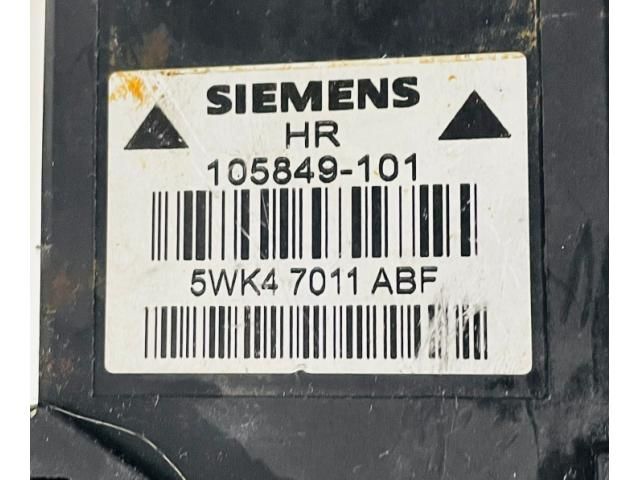 SIEMENS
HR
105849-101
5WK4 7011 ABF